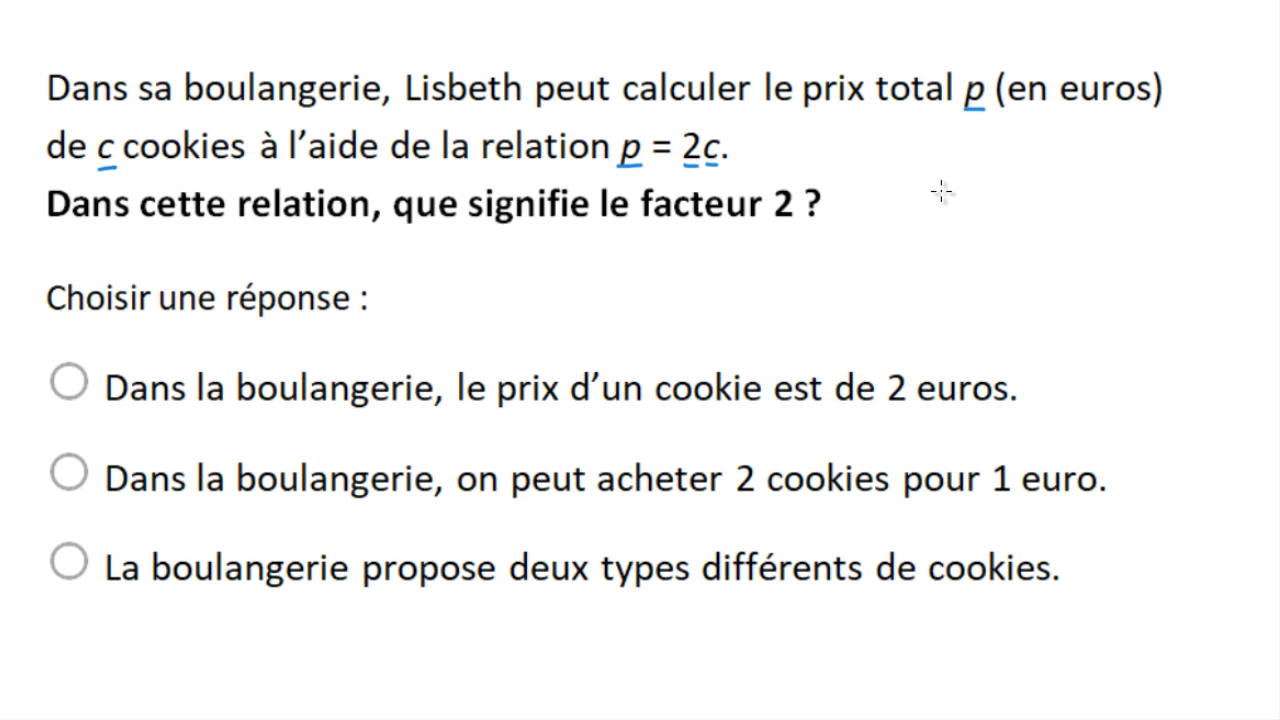 Dans sa boulangerie, Lisbeth peut calculer le prix total p (en euros)
de c cookies à l’aide de la relation p = 2c.
Dans cette relation, que signifie le facteur 2 ?
Choisir une réponse :
Dans la boulangerie, le prix d’un cookie est de 2 euros.
Dans la boulangerie, on peut acheter 2 cookies pour 1 euro.
La boulangerie propose deux types différents de cookies.